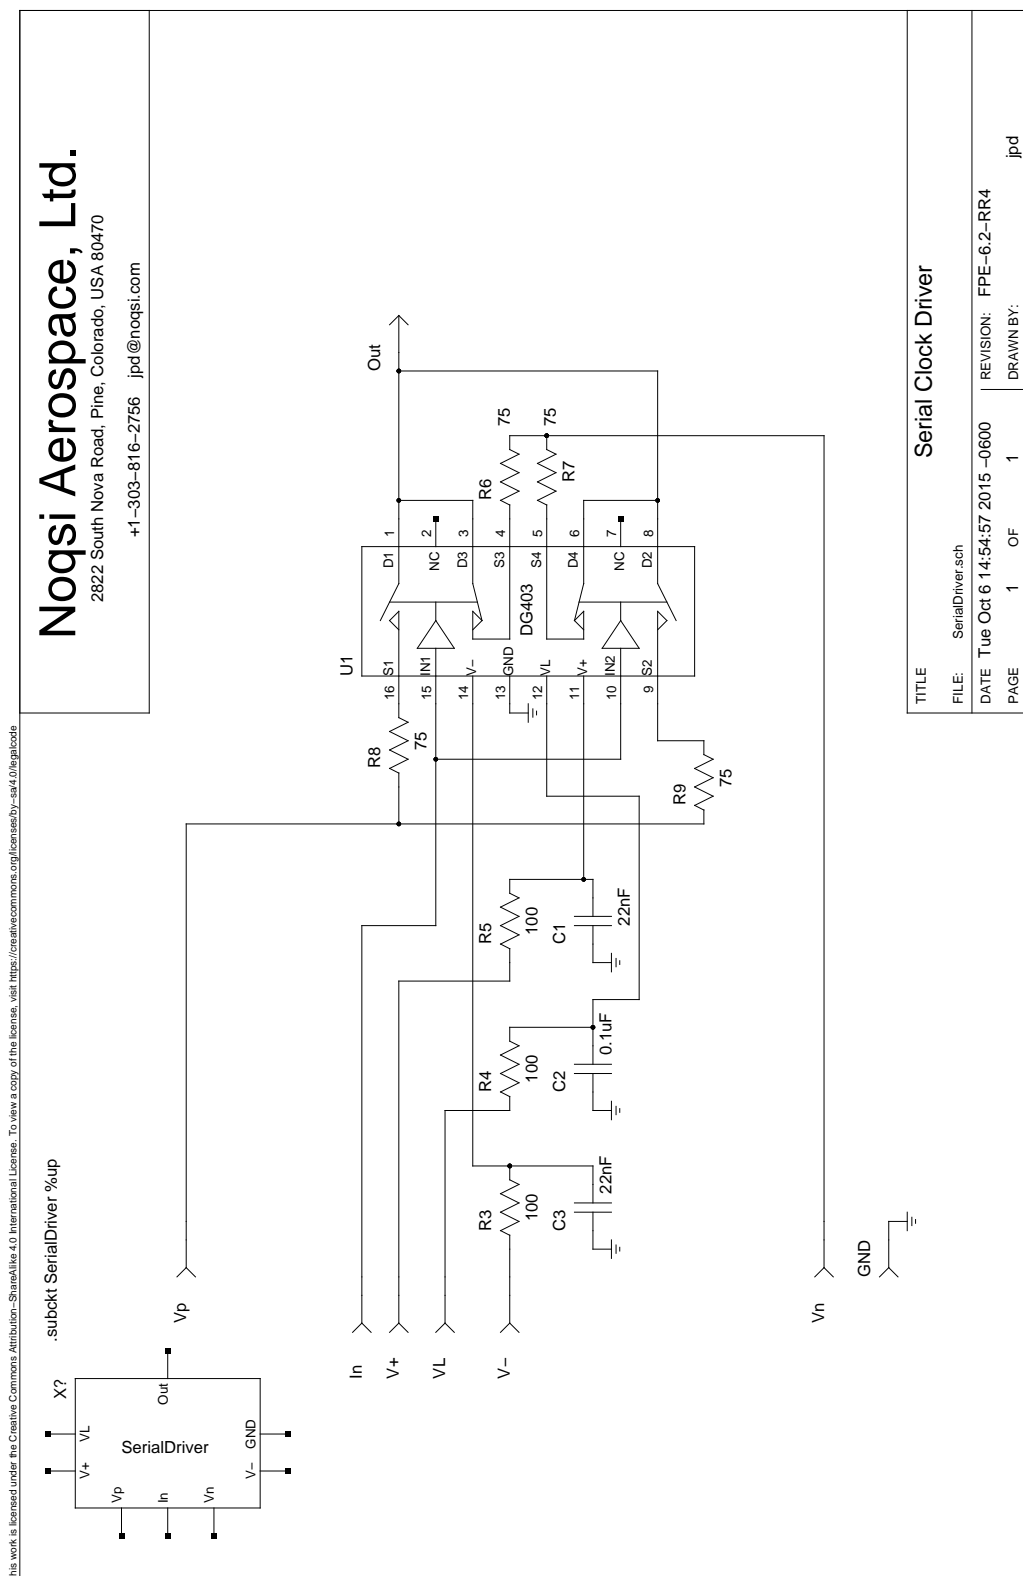 his work is licensed under the Creative Commons Attribution−ShareAlike 4.0 International License. To view a copy of the license, visit https://creativecommons.org/licenses/by−sa/4.0/legalcode
Noqsi Aerospace, Ltd.
2822 South Nova Road, Pine, Colorado, USA 80470
+1−303−816−2756 jpd@noqsi.com
.subckt SerialDriver %up
X?
V+
VL
Vp
In
Vn
SerialDriver
Out
V−
GND
Vp
In
V+
VL
V−
Vn
GND
R3
100
C3
22nF
R4
100
C2
0.1uF
R5
100
C1
22nF
R8
75
R9
75
U1
16 S1
15 IN1
14 V−
13 GND
12 VL
11 V+
10 IN2
9 S2
DG403
D1 1
NC 2
D3 3
S3 4
S4 5
D4 6
NC 7
D2 8
R6
75
R7
75
Out
TITLE
Serial Clock Driver
FILE: SerialDriver.sch
DATE Tue Oct 6 14:54:57 2015 −0600
REVISION: FPE−6.2−RR4
PAGE 1 OF 1
DRAWN BY: jpd